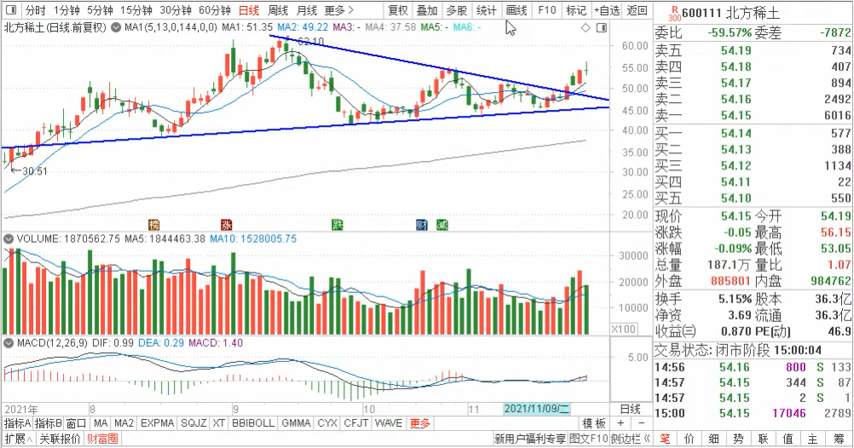 分时 1分钟 5分钟 15分钟 30分钟 60分钟 日线 周线 月线 更多 复权 叠加 多股 统计 画线 F10 标记 +自选 返回
北方稀土(日线.前复权) MA1(5,13,0,144,0,0) MA1: 51.35 MA2: 49.22 MA3: - MA4: 37.58 MA5: - MA6: -
62.10
60.00
55.00
50.00
45.00
40.00
35.00
30.00
25.00
20.00
30.51
榜 涨 跌 财 减
VOLUME: 1870562.75 MA5: 1844463.38 MA10: 1528005.75
30000
20000
10000
X100
MACD(12,26,9) DIF: 0.99 DEA: 0.29 MACD: 1.40
5.00
2021年 8 9 10 11 2021/11/09/二 日线
指标A 指标B 窗口 MA MA2 EXPMA SQJZ XT BBIBOLL GMMA CYX CFJT WAVE 更多 模板 + -
扩展∧ 关联报价 财富圈 新用户福利专享 图文F10 侧边栏《
R 300 600111 北方稀土
委比 -59.57% 委差 -7872
卖五 54.19 734
卖四 54.18 407
卖三 54.17 894
卖二 54.16 2492
卖一 54.15 6016
买一 54.14 577
买二 54.13 388
买三 54.12 1134
买四 54.11 22
买五 54.10 550
现价 54.15 今开 54.19
涨跌 -0.05 最高 56.15
涨幅 -0.09% 最低 53.05
总量 187.1万 量比 1.07
外盘 885801 内盘 984762
换手 5.15% 股本 36.3亿
净资 3.69 流通 36.3亿
收益㈢ 0.870 PE(动) 46.9
交易状态: 闭市阶段 15:00:04
14:56 54.16 800 S 133
14:57 54.15 344 S 87
14:57 54.15 2 S 1
15:00 54.15 17046 2789
笔 价 细 势 联 值 主 筹